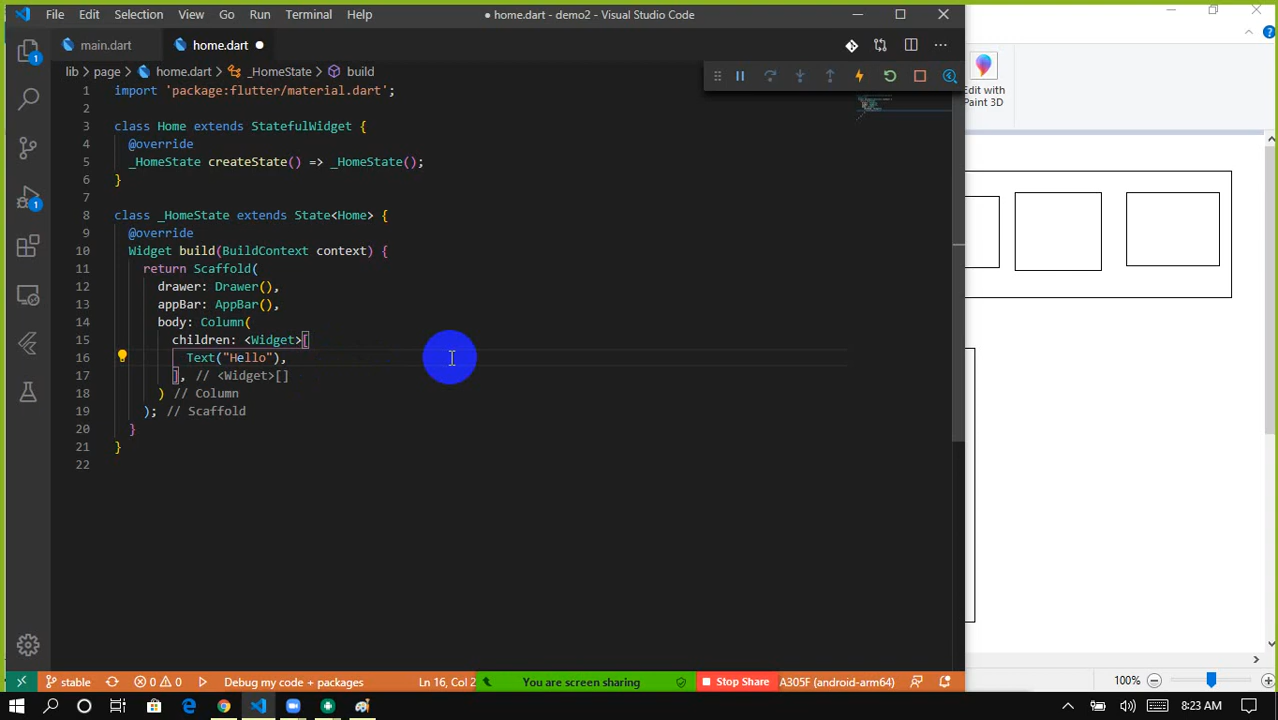 File Edit Selection View Go Run Terminal Help ● home.dart - demo2 - Visual Studio Code
main.dart home.dart ●
lib > page > home.dart > _HomeState > build
1 import 'package:flutter/material.dart';
2
3 class Home extends StatefulWidget {
4 @override
5 _HomeState createState() => _HomeState();
6 }
7
8 class _HomeState extends State<Home> {
9 @override
10 Widget build(BuildContext context) {
11 return Scaffold(
12 drawer: Drawer(),
13 appBar: AppBar(),
14 body: Column(
15 children: <Widget>[
16 Text("Hello"),
17 ], // <Widget>[]
18 ) // Column
19 ); // Scaffold
20 }
21 }
22
1
1
Edit with
Paint 3D
100%
stable 0 0 Debug my code + packages Ln 16, Col 2 You are screen sharing Stop Share A305F (android-arm64)
8:23 AM